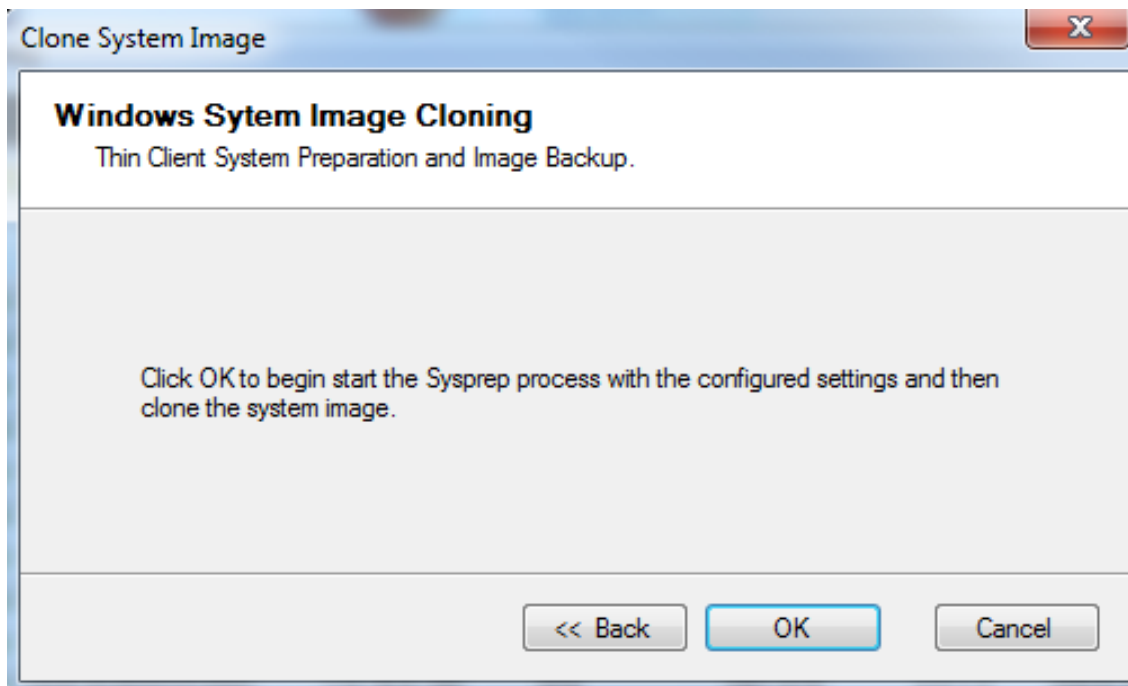 Clone System Image
X
Windows Sytem Image Cloning
Thin Client System Preparation and Image Backup.
Click OK to begin start the Sysprep process with the configured settings and then
clone the system image.
<< Back
OK
Cancel